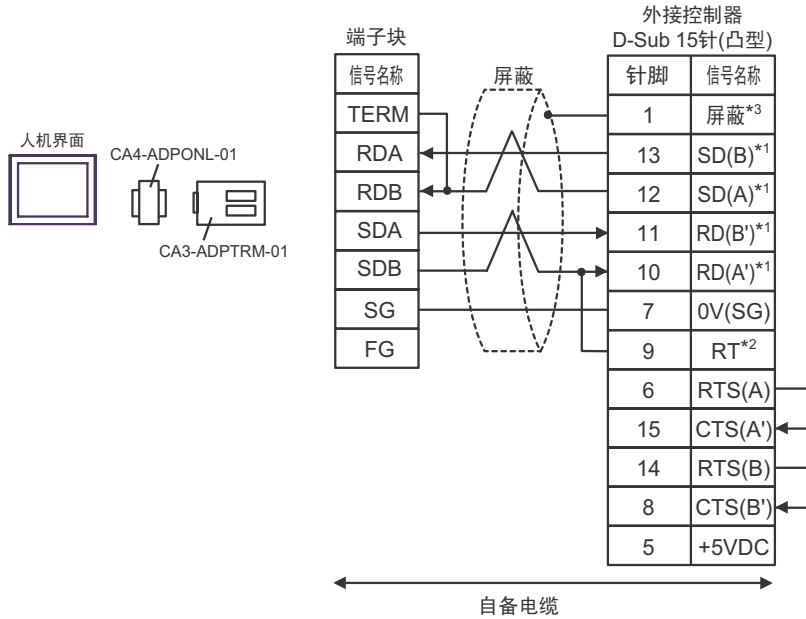 外接控制器
端子块
D-Sub 15针(凸型)
信号名称
屏蔽
针脚
信号名称
TERM
1
屏蔽*3
人机界面
CA4-ADPONL-01
RDA
13
SD(B)*1
RDB
12
SD(A)*1
SDA
11
RD(B')*1
CA3-ADPTRM-01
SDB
10
RD(A')*1
SG
7
0V(SG)
FG
9
RT*2
6
RTS(A)
15
CTS(A')
14
RTS(B)
8
CTS(B')
5
+5VDC
自备电缆